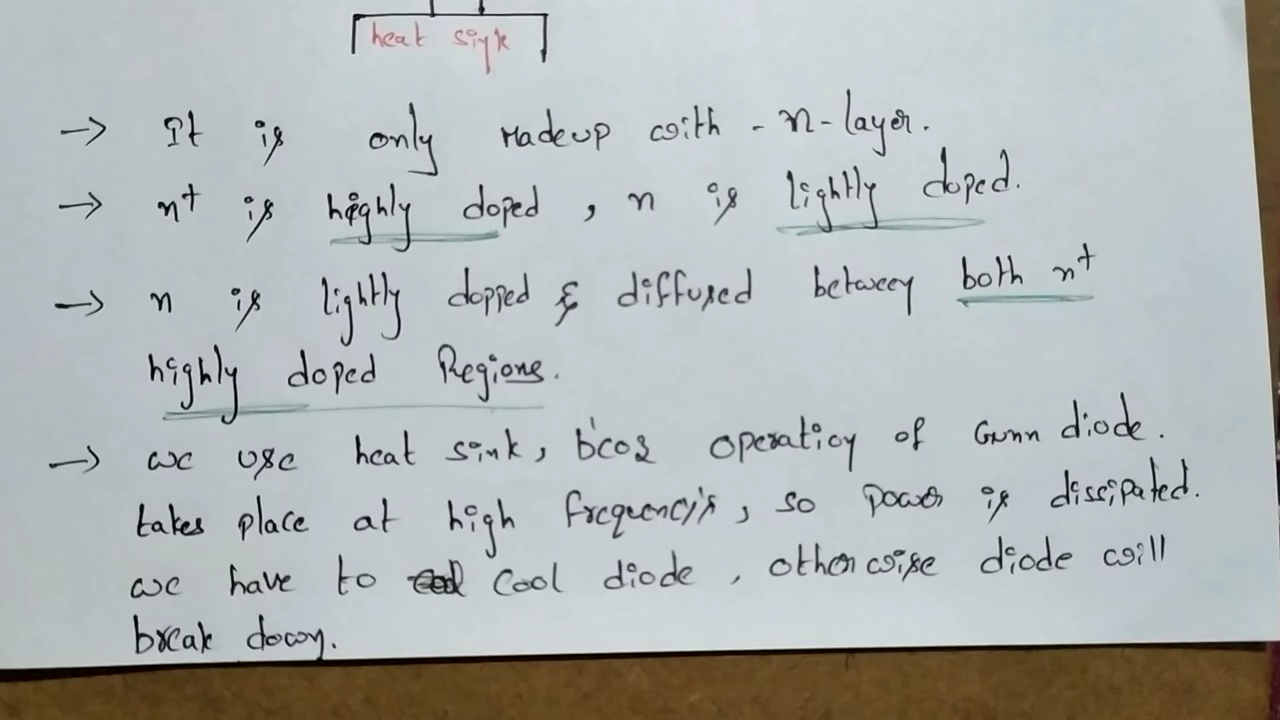 heat sink
→ It is only Madeup with - n-layer.
→ n+ is highly doped, n is lightly doped.
→ n is lightly dopped & diffused between both n+
highly doped Regions.
→ we use heat sink, b'coz operation of Gunn diode.
takes place at high frequenci's, so power is dissipated.
we have to cool diode, otherwise diode will
break down.